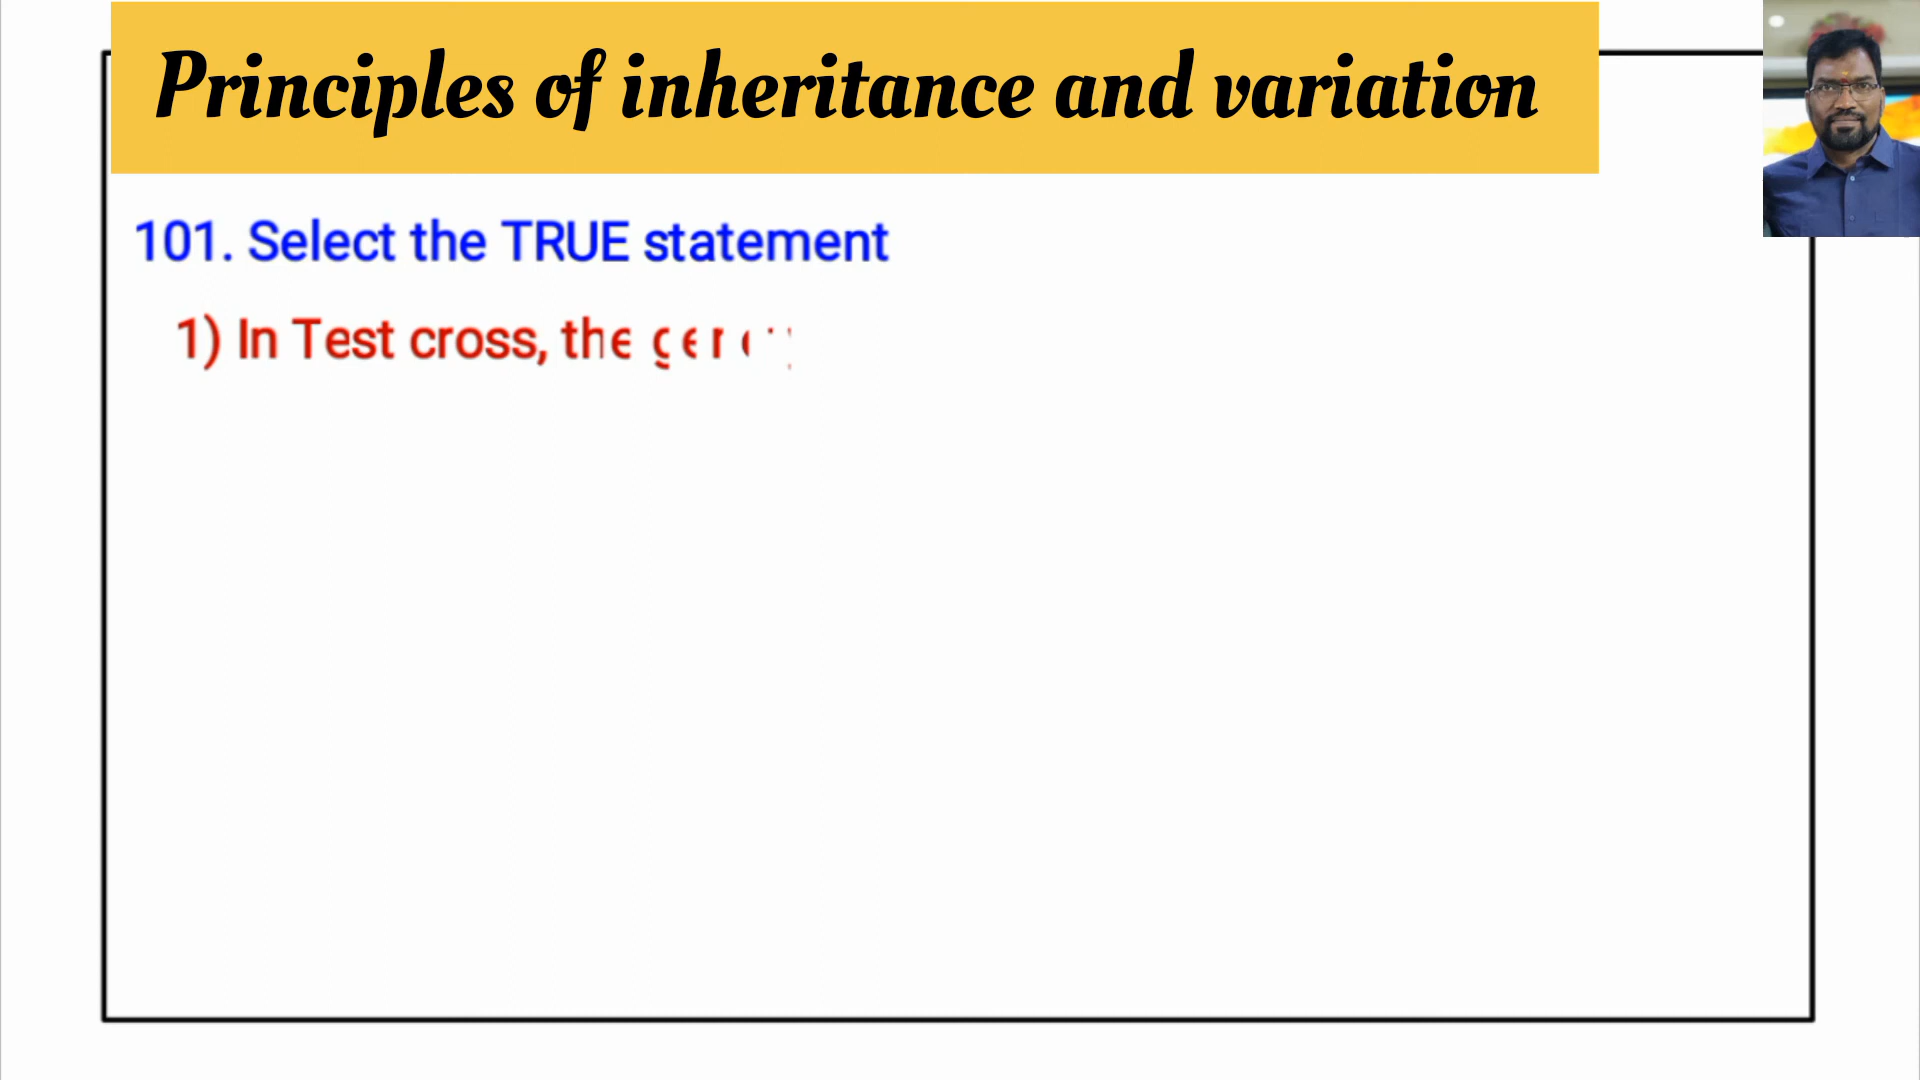 Principles of inheritance and variation
101. Select the TRUE statement
1) In Test cross, the